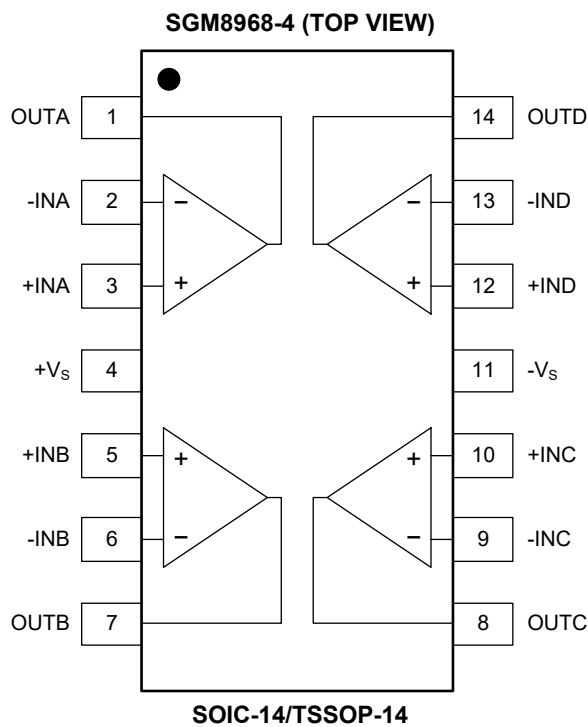 SGM8968-4 (TOP VIEW)
OUTA 1 14 OUTD
-INA 2 − − 13 -IND
+INA 3 + + 12 +IND
+VS 4 11 -VS
+INB 5 + + 10 +INC
-INB 6 − − 9 -INC
OUTB 7 8 OUTC
SOIC-14/TSSOP-14